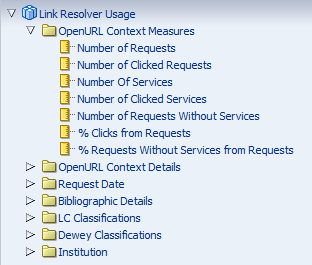 Link Resolver Usage
OpenURL Context Measures
Number of Requests
Number of Clicked Requests
Number Of Services
Number of Clicked Services
Number of Requests Without Services
% Clicks from Requests
% Requests Without Services from Requests
OpenURL Context Details
Request Date
Bibliographic Details
LC Classifications
Dewey Classifications
Institution